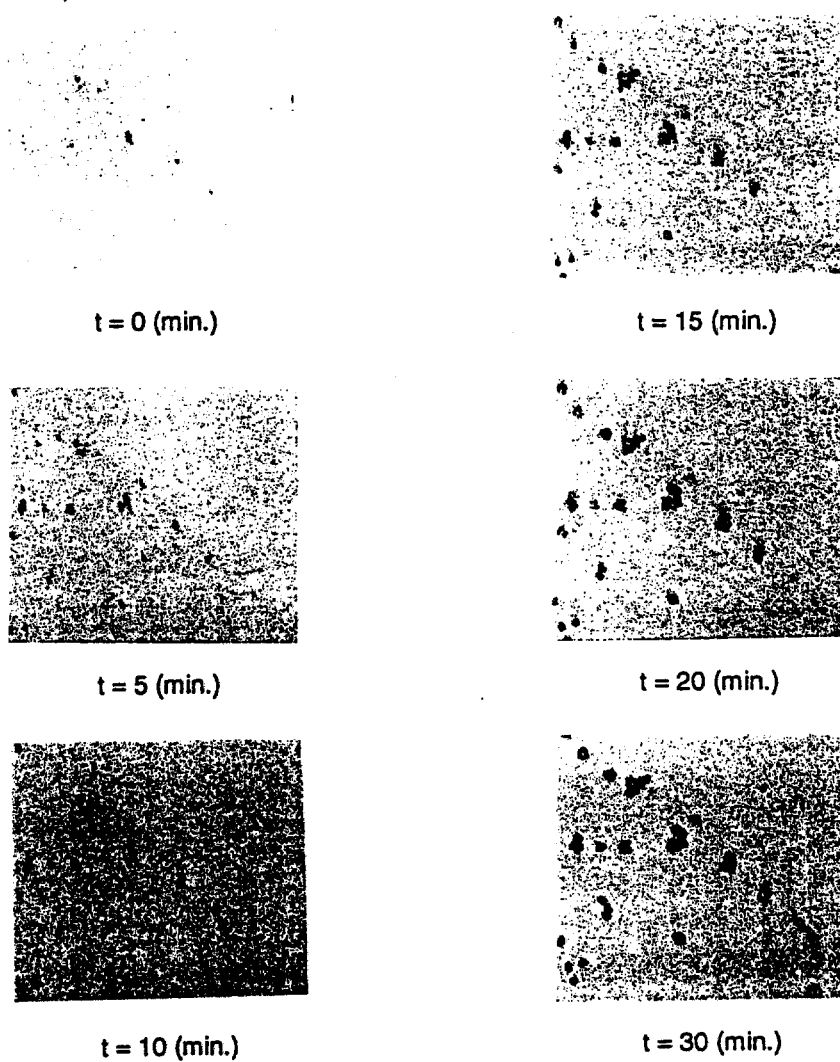 t = 0 (min.)
t = 15 (min.)
t = 5 (min.)
t = 20 (min.)
t = 10 (min.)
t = 30 (min.)